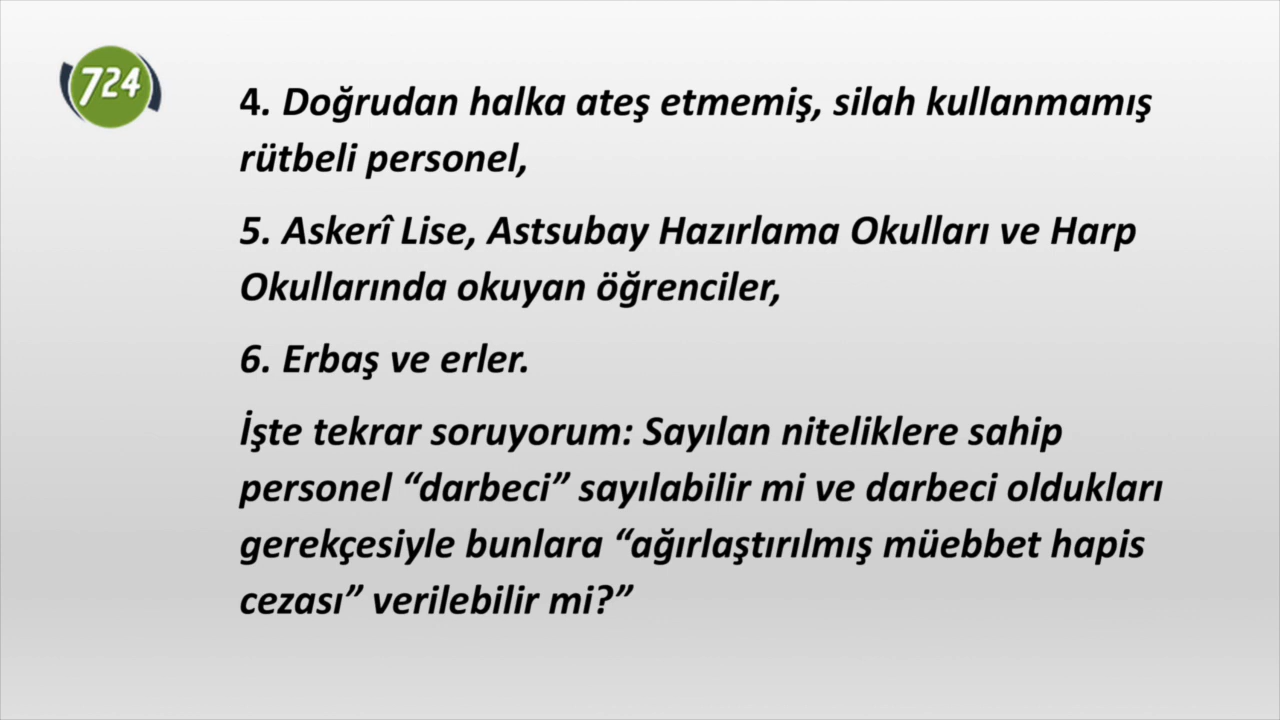 724
4. Doğrudan halka ateş etmemiş, silah kullanmamış
rütbeli personel,
5. Askerî Lise, Astsubay Hazırlama Okulları ve Harp
Okullarında okuyan öğrenciler,
6. Erbaş ve erler.
İşte tekrar soruyorum: Sayılan niteliklere sahip
personel “darbeci” sayılabilir mi ve darbeci oldukları
gerekçesiyle bunlara “ağırlaştırılmış müebbet hapis
cezası” verilebilir mi?”